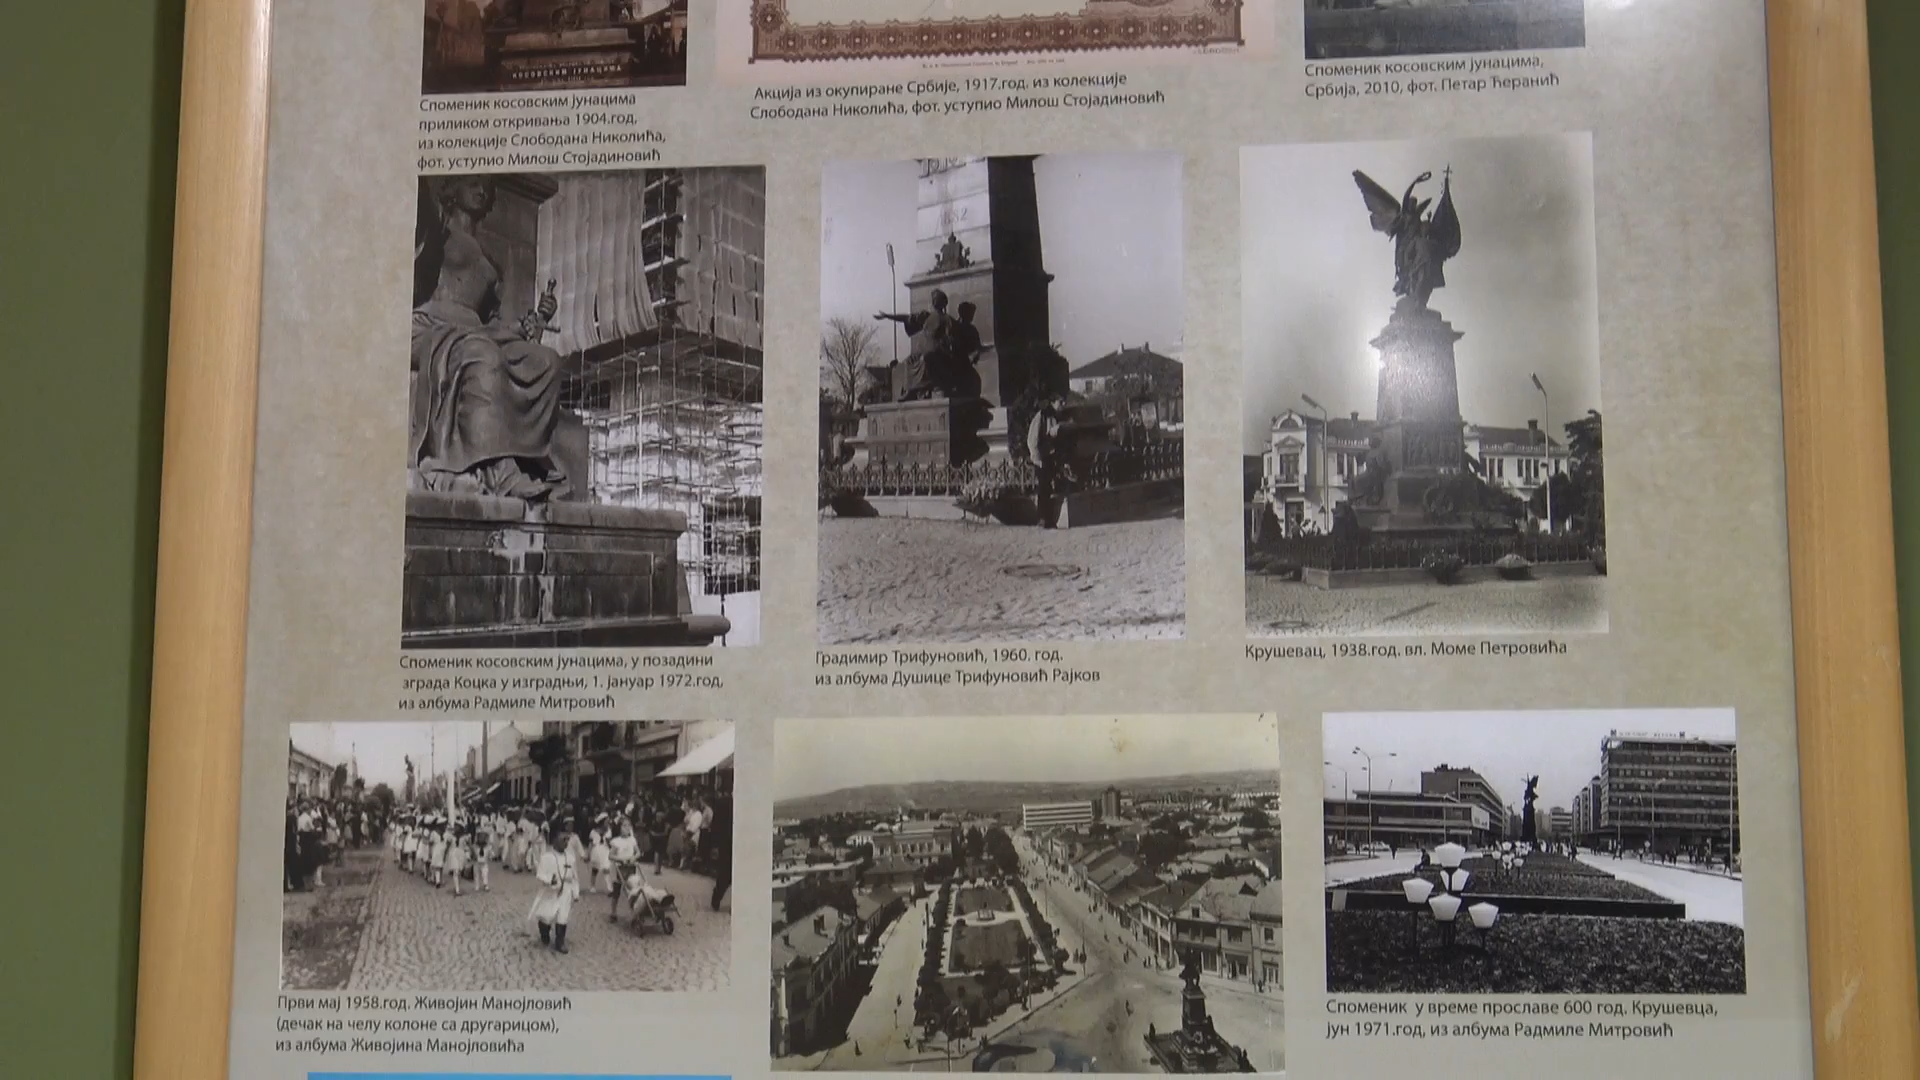 КОСОВСКИМ ЈУНАЦИМА
Споменик косовским јунацима
приликом откривања 1904.год,
из колекције Слободана Николића,
фот. уступио Милош Стојадиновић
Акција из окупиране Србије, 1917.год. из колекције
Слободана Николића, фот. уступио Милош Стојадиновић
Споменик косовским јунацима,
Србија, 2010, фот. Петар Ћеранић
1882
Споменик косовским јунацима, у позадини
зграда Коцка у изградњи, 1. јануар 1972.год,
из албума Радмиле Митровић
Градимир Трифуновић, 1960. год.
из албума Душице Трифуновић Рајков
Крушевац, 1938.год. вл. Моме Петровића
Први мај 1958.год. Живојин Манојловић
(дечак на челу колоне са другарицом),
из албума Живојина Манојловића
Споменик у време прославе 600 год. Крушевца,
јун 1971.год, из албума Радмиле Митровић